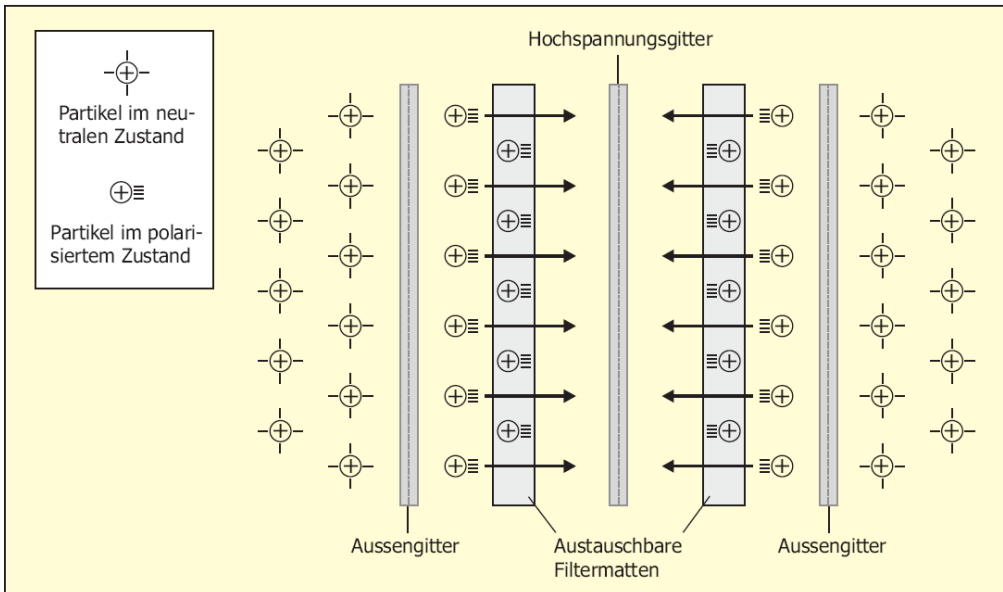 Hochspannungsgitter
Partikel im neu-
tralen Zustand
Partikel im polari-
siertem Zustand
Aussengitter
Austauschbare
Filtermatten
Aussengitter